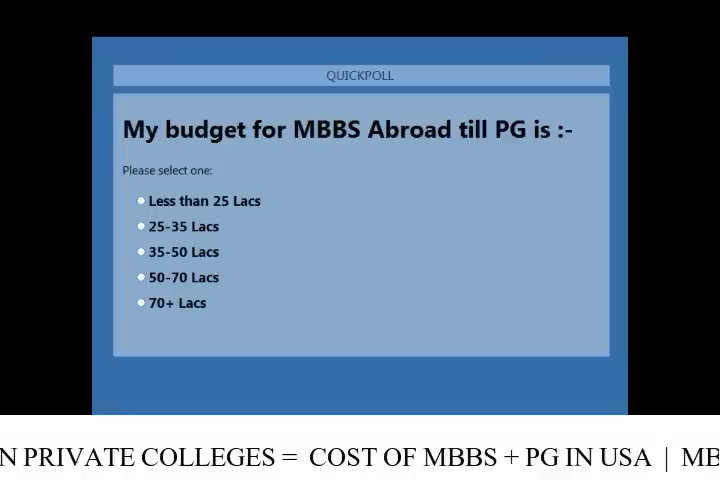 QUICKPOLL
My budget for MBBS Abroad till PG is :-
Please select one:
Less than 25 Lacs
25-35 Lacs
35-50 Lacs
50-70 Lacs
70+ Lacs
PRIVATE COLLEGES = COST OF MBBS + PG IN USA |